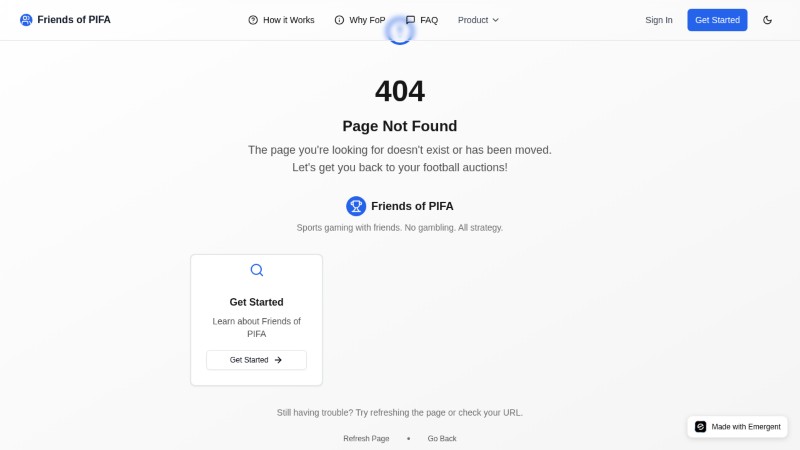 Friends of PIFA
How it Works
Why FoP
FAQ
Product
Sign In
Get Started
404
Page Not Found
The page you're looking for doesn't exist or has been moved.
Let's get you back to your football auctions!
Friends of PIFA
Sports gaming with friends. No gambling. All strategy.
Get Started
Learn about Friends of
PIFA
Get Started
Still having trouble? Try refreshing the page or check your URL.
Refresh Page
•
Go Back
Made with Emergent